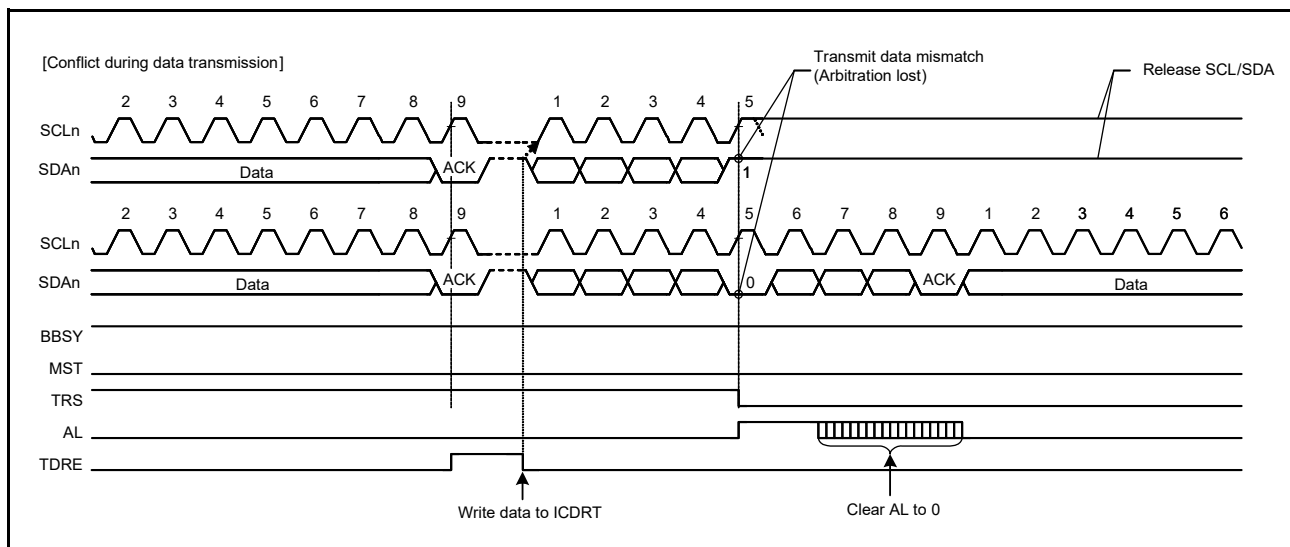 [Conflict during data transmission]
Transmit data mismatch
(Arbitration lost)
Release SCL/SDA
2 3 4 5 6 7 8 9 1 2 3 4 5
SCLn
SDAn Data ACK 1
2 3 4 5 6 7 8 9 1 2 3 4 5 6 7 8 9 1 2 3 4 5 6
SCLn
SDAn Data ACK 0 ACK Data
BBSY
MST
TRS
AL
TDRE
Write data to ICDRT
Clear AL to 0